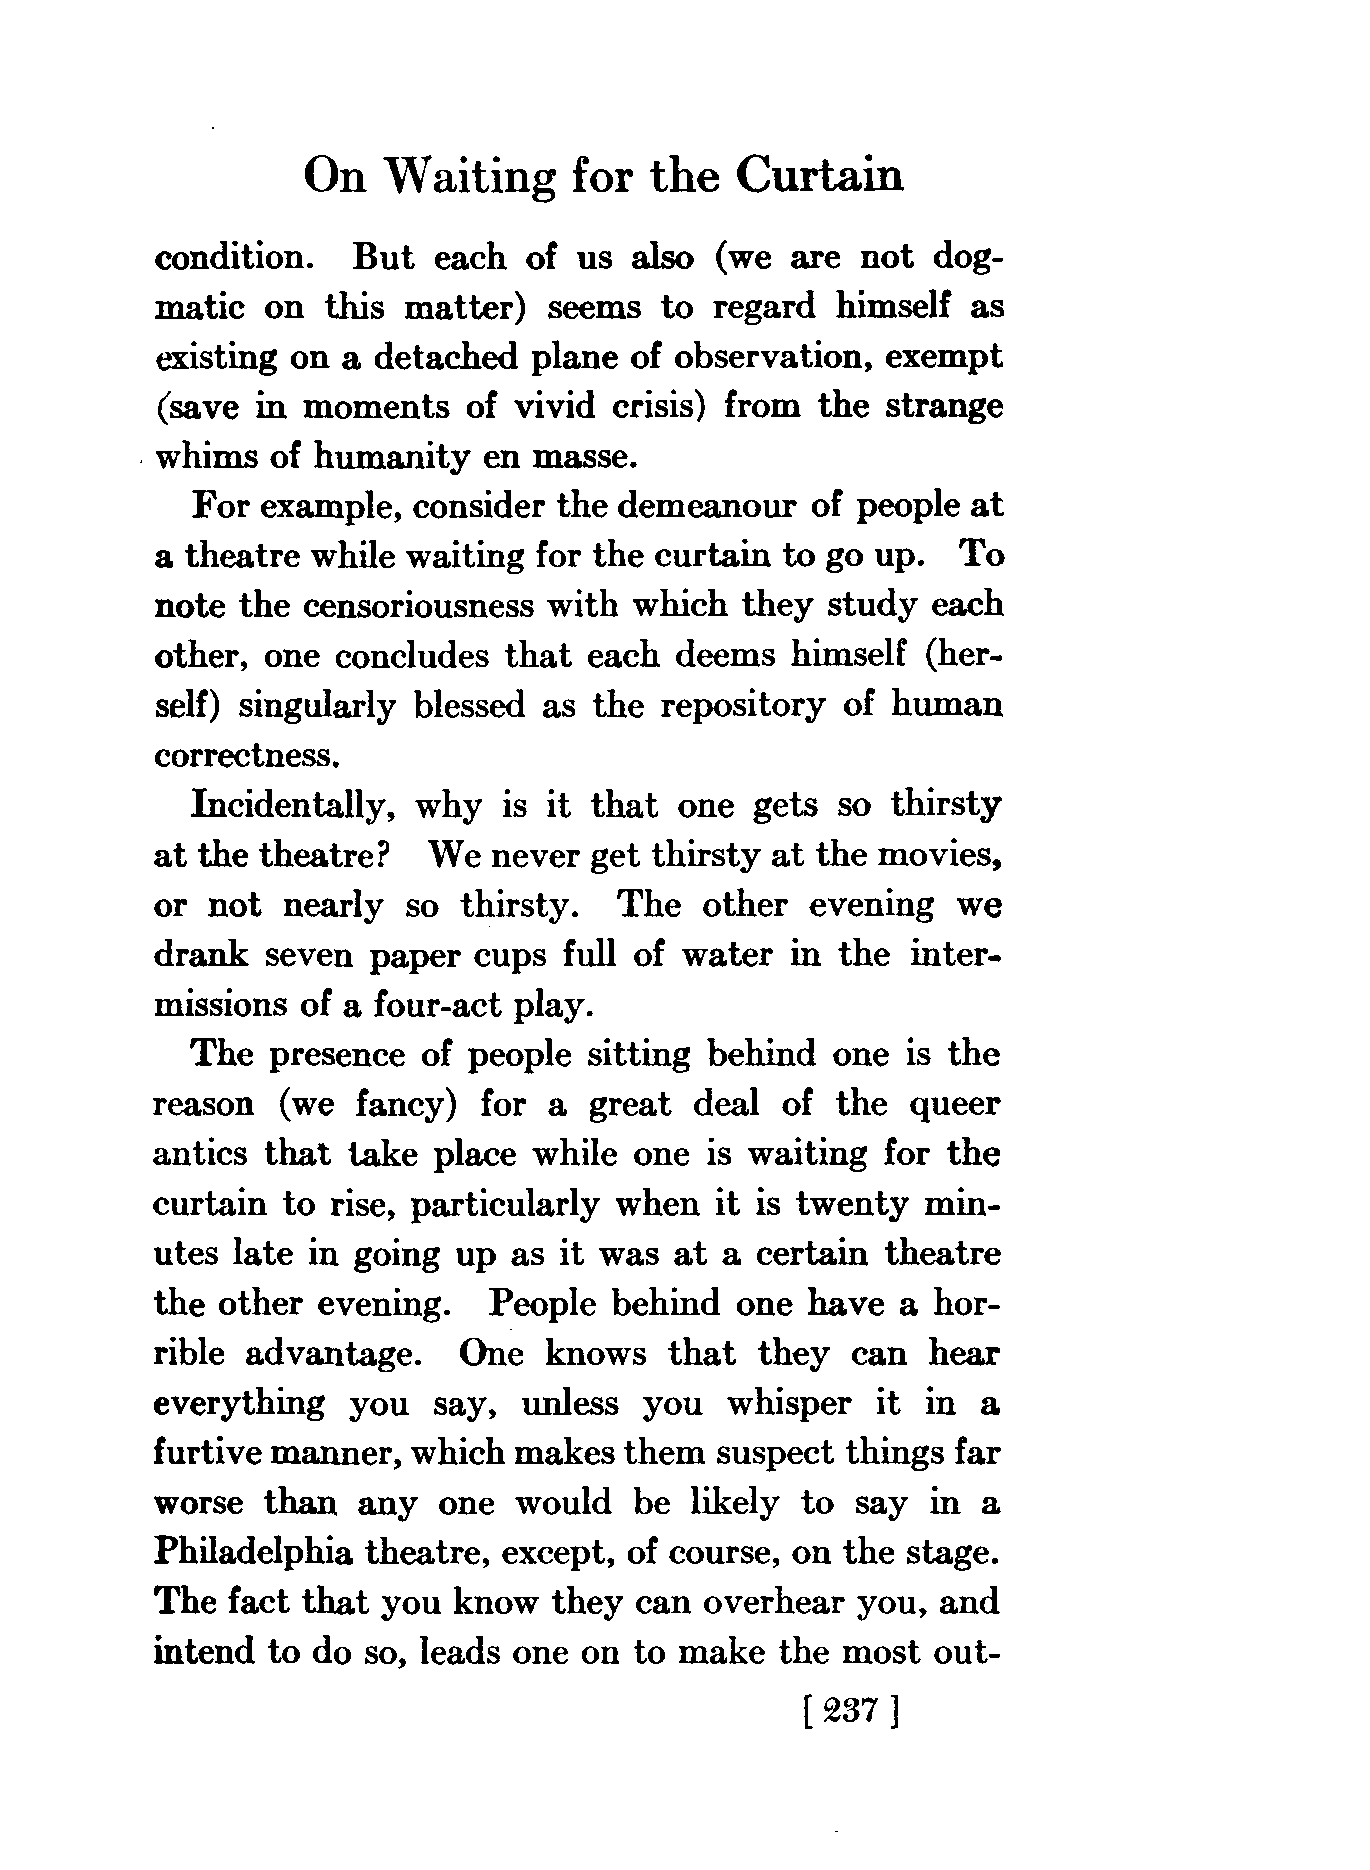 On Waiting for the Curtain
condition. But each of us also (we are not dog-
matic on this matter) seems to regard himself as
existing on a detached plane of observation, exempt
(save in moments of vivid crisis) from the strange
whims of humanity en masse.
For example, consider the demeanour of people at
a theatre while waiting for the curtain to go up. To
note the censoriousness with which they study each
other, one concludes that each deems himself (her-
self) singularly blessed as the repository of human
correctness.
Incidentally, why is it that one gets so thirsty
at the theatre? We never get thirsty at the movies,
or not nearly so thirsty. The other evening we
drank seven paper cups full of water in the inter-
missions of a four-act play.
The presence of people sitting behind one is the
reason (we fancy) for a great deal of the queer
antics that take place while one is waiting for the
curtain to rise, particularly when it is twenty min-
utes late in going up as it was at a certain theatre
the other evening. People behind one have a hor-
rible advantage. One knows that they can hear
everything you say, unless you whisper it in a
furtive manner, which makes them suspect things far
worse than any one would be likely to say in a
Philadelphia theatre, except, of course, on the stage.
The fact that you know they can overhear you, and
intend to do so, leads one on to make the most out-
[ 237 ]